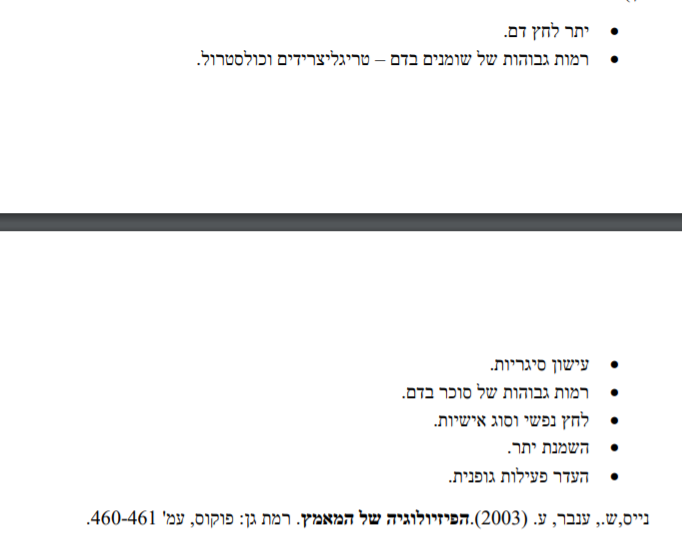 • יתר לחץ דם.
• רמות גבוהות של שומנים בדם – טריגליצרידים וכולסטרול.
• עישון סיגריות.
• רמות גבוהות של סוכר בדם.
• לחץ נפשי וסוג אישיות.
• השמנת יתר.
• העדר פעילות גופנית.
נייס,ש., ענבר, ע. (2003).הפיזיולוגיה של המאמץ. רמת גן: פוקוס, עמ' 460-461.